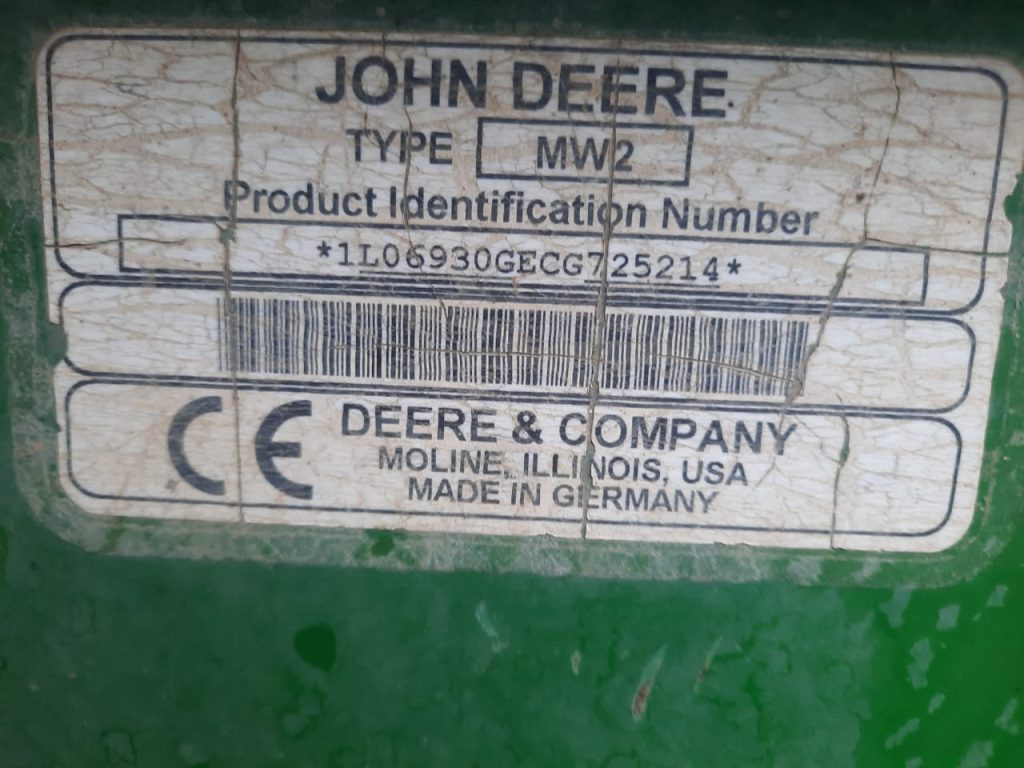 JOHN DEERE
TYPE MW2
Product Identification Number
*1L06930GECG725214*
CE
DEERE & COMPANY
MOLINE, ILLINOIS, USA
MADE IN GERMANY